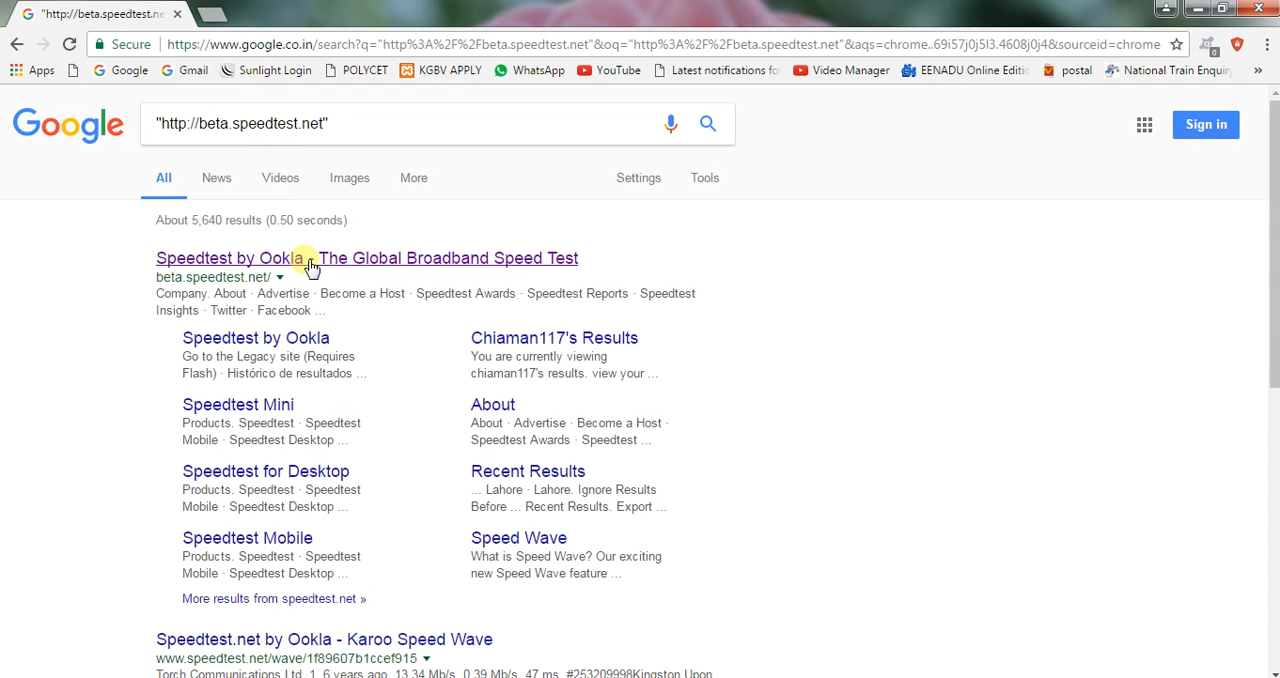 "http://beta.speedtest.ne
Secure https://www.google.co.in/search?q="http%3A%2F%2Fbeta.speedtest.net"&oq="http%3A%2F%2Fbeta.speedtest.net"&aqs=chrome..69i57j0j5l3.4608j0j4&sourceid=chrome
Apps Google Gmail Sunlight Login POLYCET KGBV APPLY WhatsApp YouTube Latest notifications fo Video Manager EENADU Online Editio postal National Train Enquiry »
Google "http://beta.speedtest.net" Sign in
All News Videos Images More Settings Tools
About 5,640 results (0.50 seconds)
Speedtest by Ookla - The Global Broadband Speed Test
beta.speedtest.net/
Company. About · Advertise · Become a Host · Speedtest Awards · Speedtest Reports · Speedtest
Insights · Twitter · Facebook ...
Speedtest by Ookla
Go to the Legacy site (Requires
Flash) · Histórico de resultados ...
Chiaman117's Results
You are currently viewing
chiaman117's results. view your ...
Speedtest Mini
Products. Speedtest · Speedtest
Mobile · Speedtest Desktop ...
About
About · Advertise · Become a Host ·
Speedtest Awards · Speedtest ...
Speedtest for Desktop
Products. Speedtest · Speedtest
Mobile · Speedtest Desktop ...
Recent Results
... Lahore · Lahore. Ignore Results
Before ... Recent Results. Export ...
Speedtest Mobile
Products. Speedtest · Speedtest
Mobile · Speedtest Desktop ...
Speed Wave
What is Speed Wave? Our exciting
new Speed Wave feature ...
More results from speedtest.net »
Speedtest.net by Ookla - Karoo Speed Wave
www.speedtest.net/wave/1f89607b1ccef915
Torch Communications Ltd, 1, 6 years ago, 13.34 Mb/s, 0.39 Mb/s, 47 ms, #253209998Kingston Upon